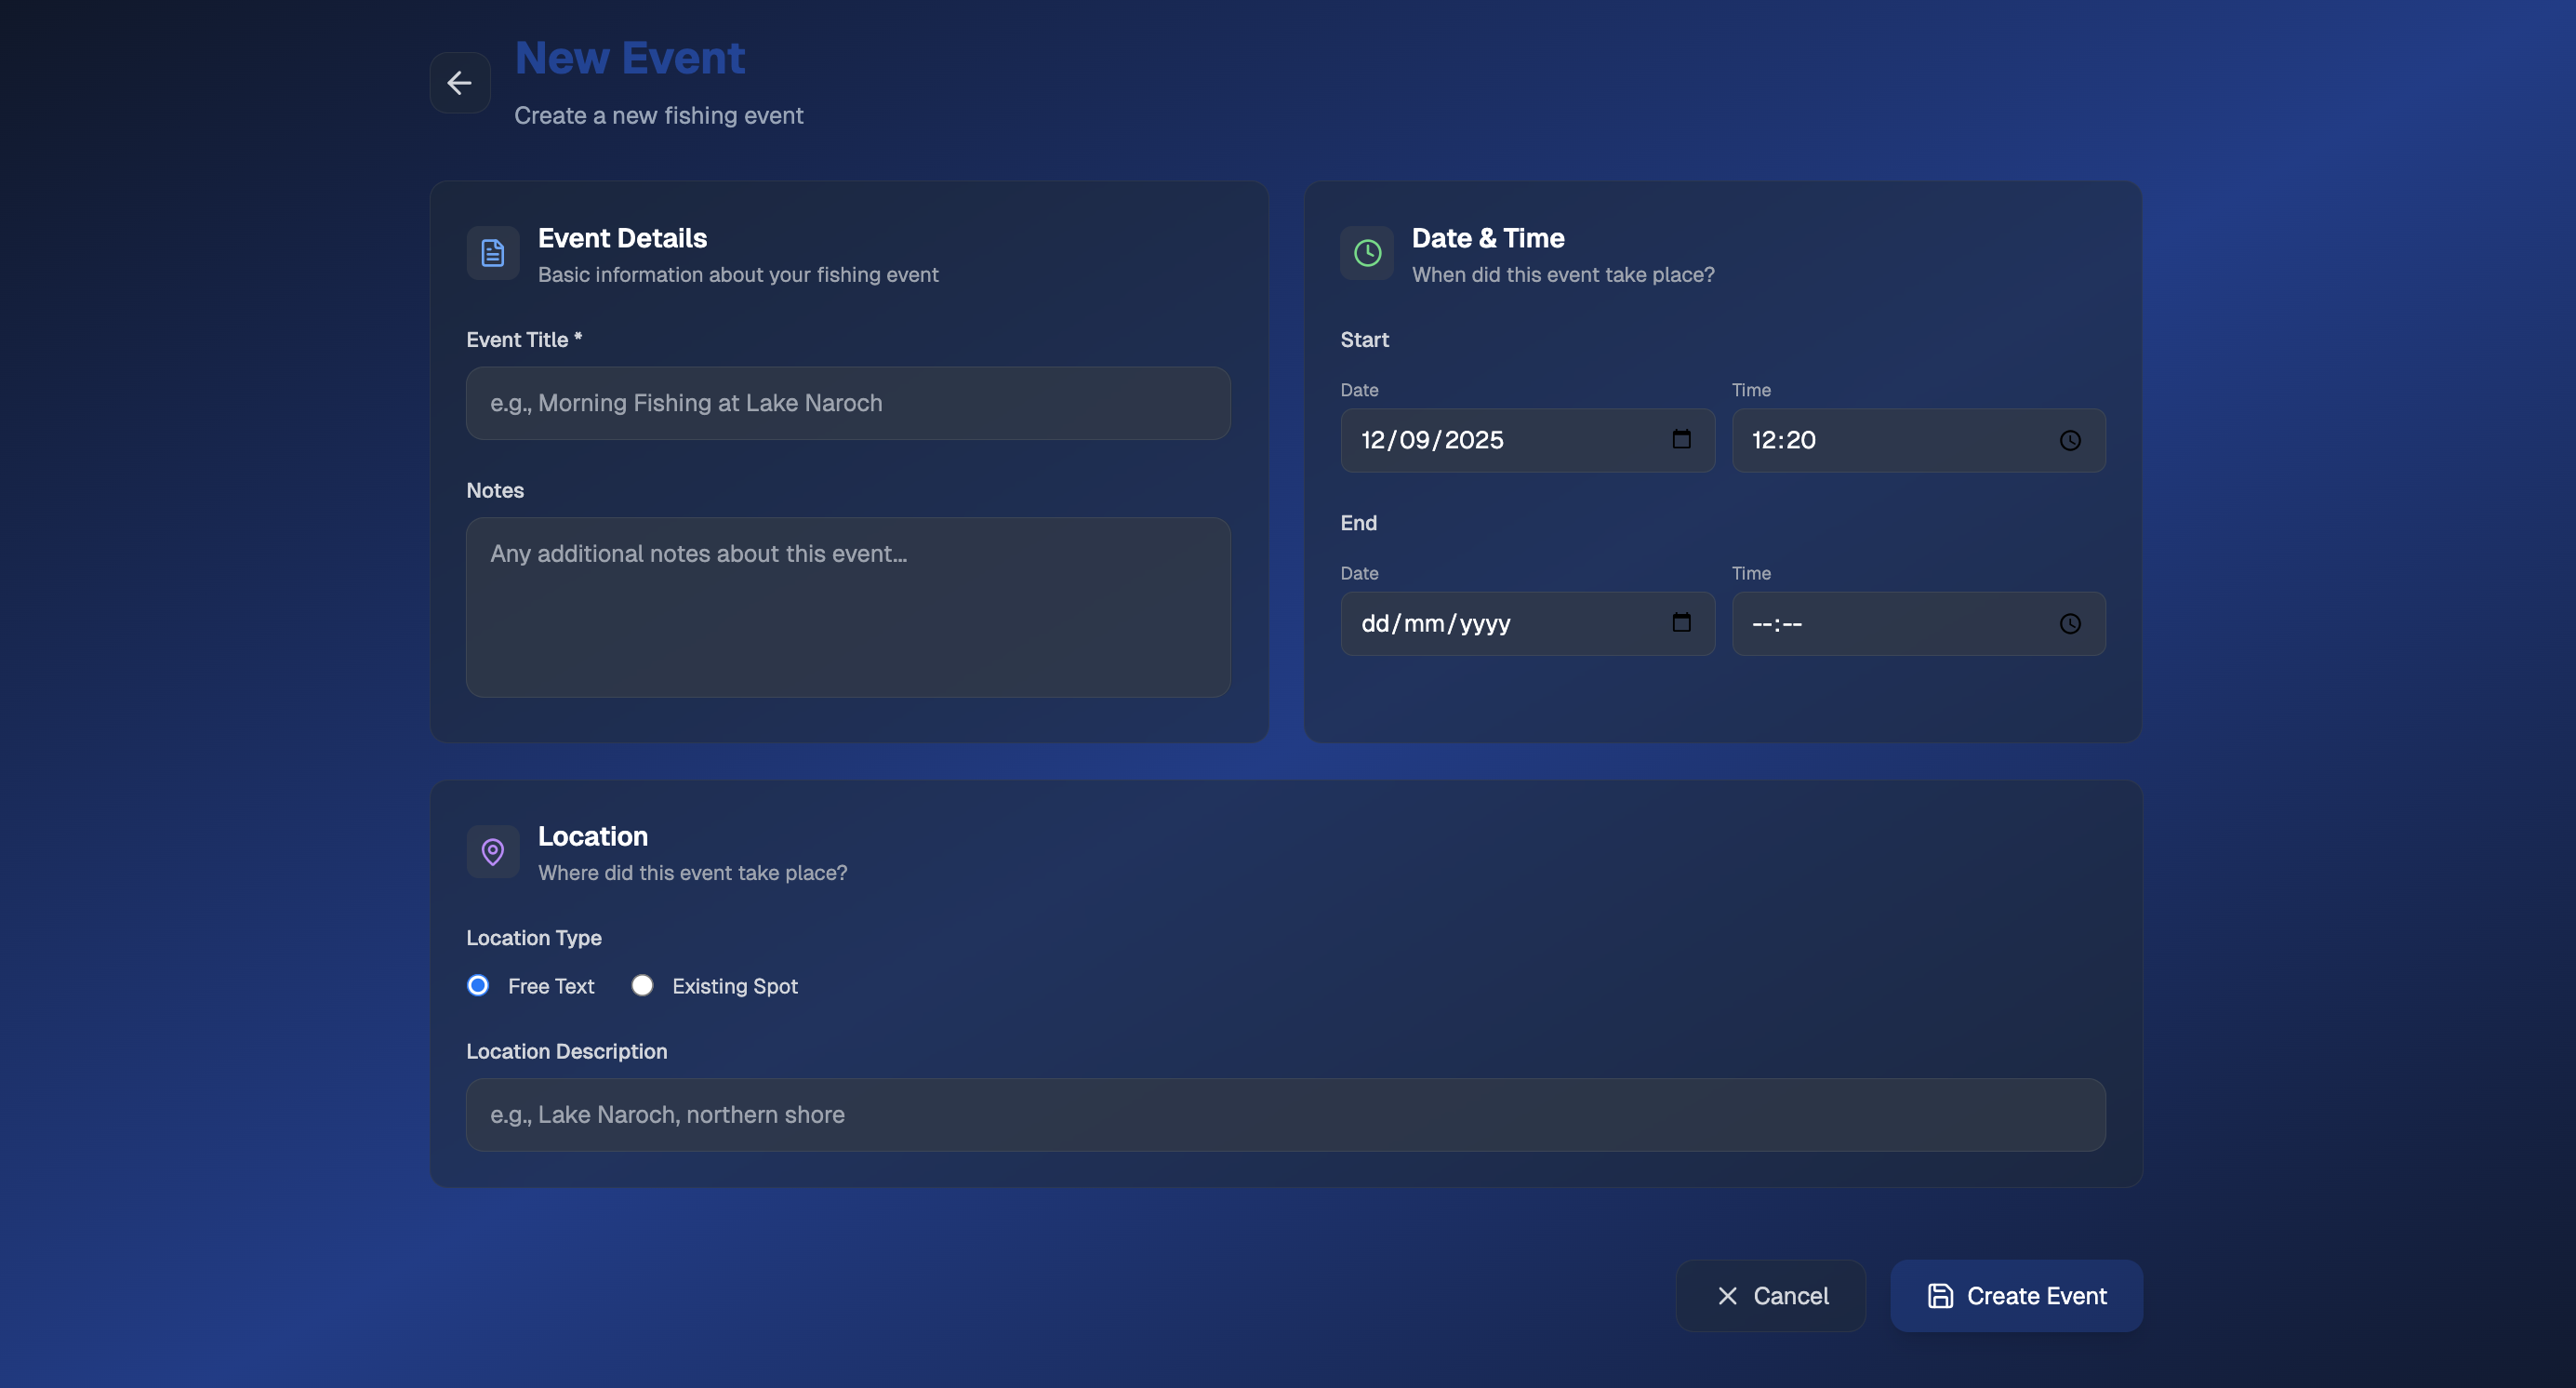 New Event
Create a new fishing event
Event Details
Basic information about your fishing event
Event Title *
e.g., Morning Fishing at Lake Naroch
Notes
Any additional notes about this event...
Date & Time
When did this event take place?
Start
Date
Time
12/09/2025
12:20
End
Date
Time
dd/mm/yyyy
--:--
Location
Where did this event take place?
Location Type
Free Text
Existing Spot
Location Description
e.g., Lake Naroch, northern shore
Cancel
Create Event